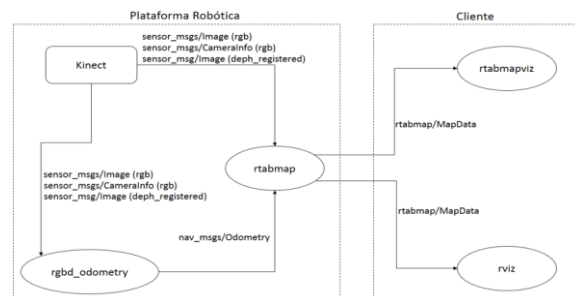 Plataforma Robótica
Cliente
sensor_msgs/Image (rgb)
sensor_msgs/CameraInfo (rgb)
sensor_msg/Image (deph_registered)
Kinect
rtabmapviz
rtabmap/MapData
rtabmap
sensor_msgs/Image (rgb)
sensor_msgs/CameraInfo (rgb)
sensor_msg/Image (deph_registered)
rtabmap/MapData
nav_msgs/Odometry
rgbd_odometry
rviz